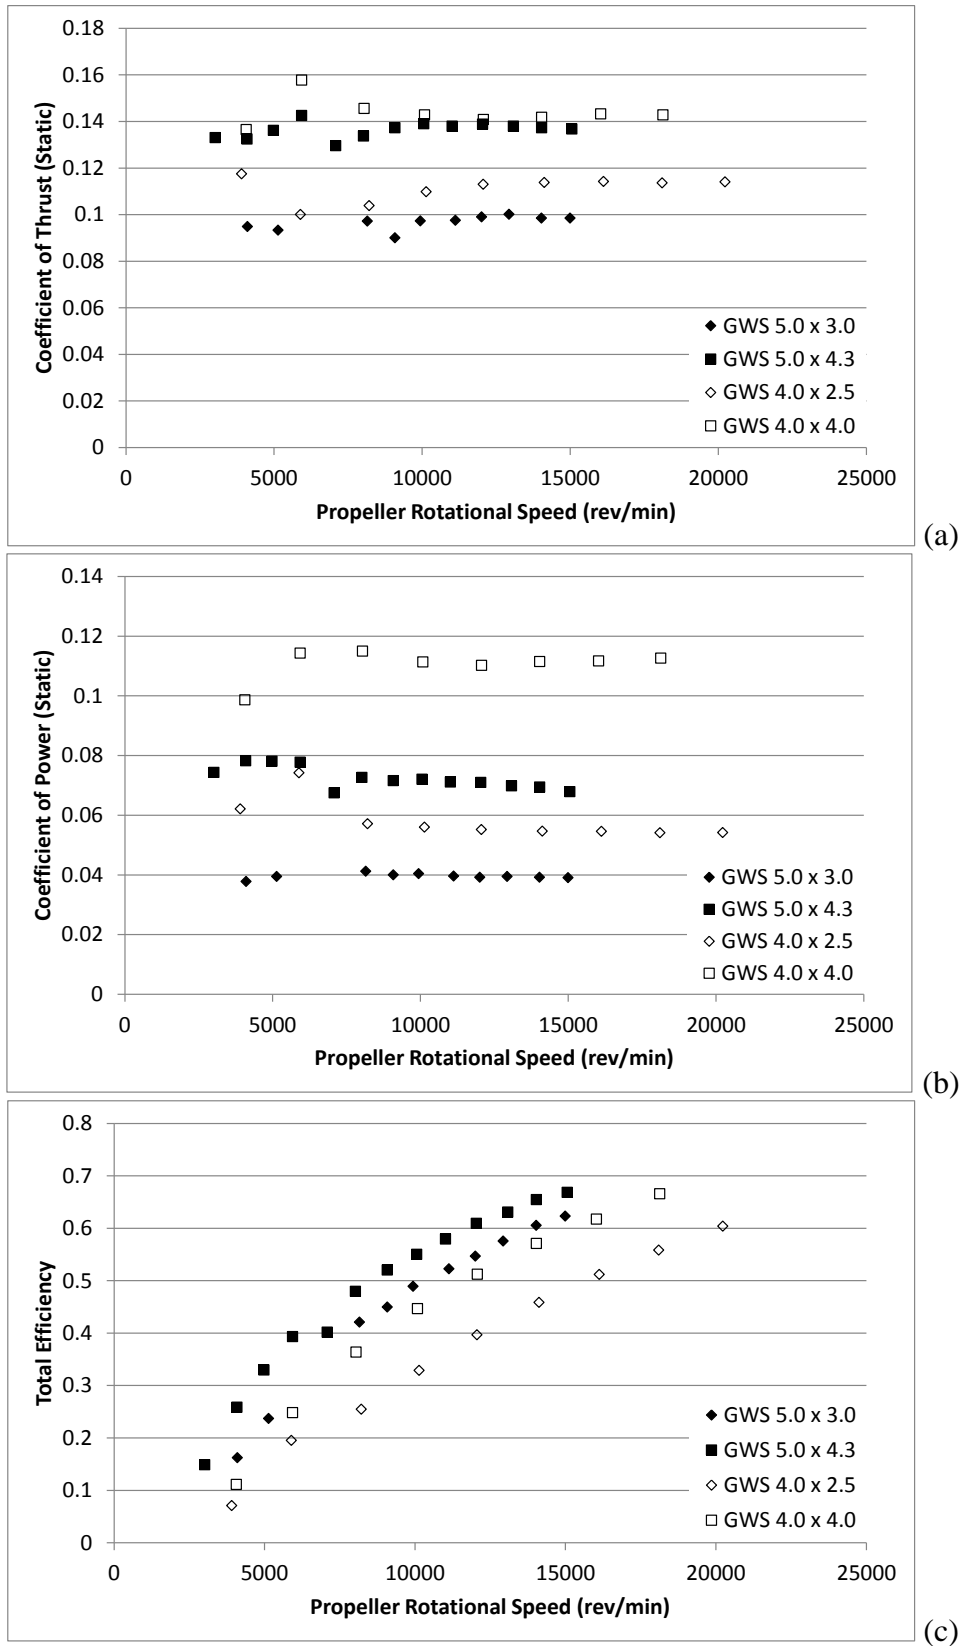 0.18
0.16
0.14
0.12
0.1
0.08
0.06
0.04
0.02
0
Coefficient of Thrust (Static)
GWS 5.0 x 3.0
GWS 5.0 x 4.3
GWS 4.0 x 2.5
GWS 4.0 x 4.0
0 5000 10000 15000 20000 25000
Propeller Rotational Speed (rev/min)
(a)
0.14
0.12
0.1
0.08
0.06
0.04
0.02
0
Coefficient of Power (Static)
GWS 5.0 x 3.0
GWS 5.0 x 4.3
GWS 4.0 x 2.5
GWS 4.0 x 4.0
0 5000 10000 15000 20000 25000
Propeller Rotational Speed (rev/min)
(b)
0.8
0.7
0.6
0.5
0.4
0.3
0.2
0.1
0
Total Efficiency
GWS 5.0 x 3.0
GWS 5.0 x 4.3
GWS 4.0 x 2.5
GWS 4.0 x 4.0
0 5000 10000 15000 20000 25000
Propeller Rotational Speed (rev/min)
(c)